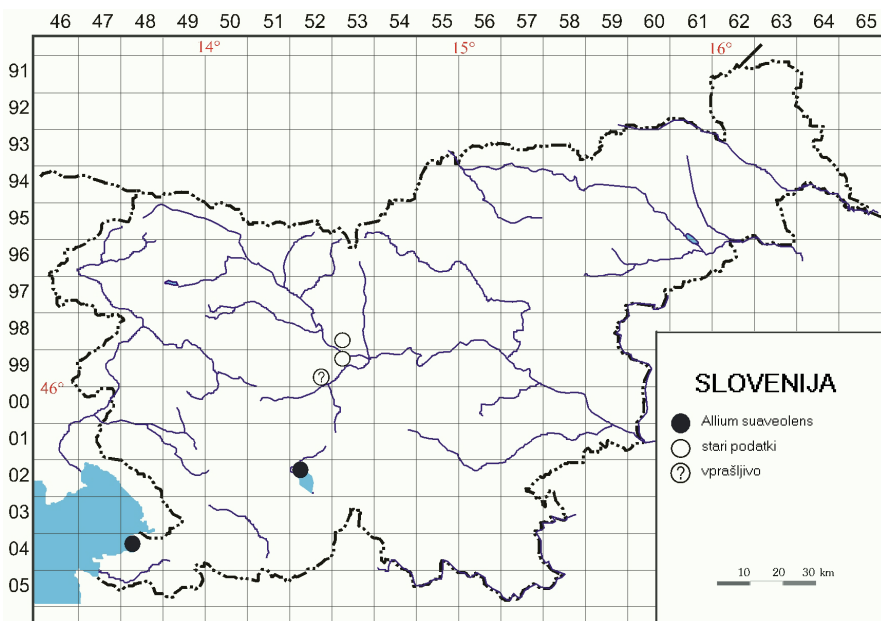 46 47 48 49 50 51 52 53 54 55 56 57 58 59 60 61 62 63 64 65
14° 15° 16°
91
92
93
94
95
96
97
98
99
46°
00
01
02
03
04
05
?
SLOVENIJA
Allium suaveolens
stari podatki
? vprašljivo
10 20 30 km